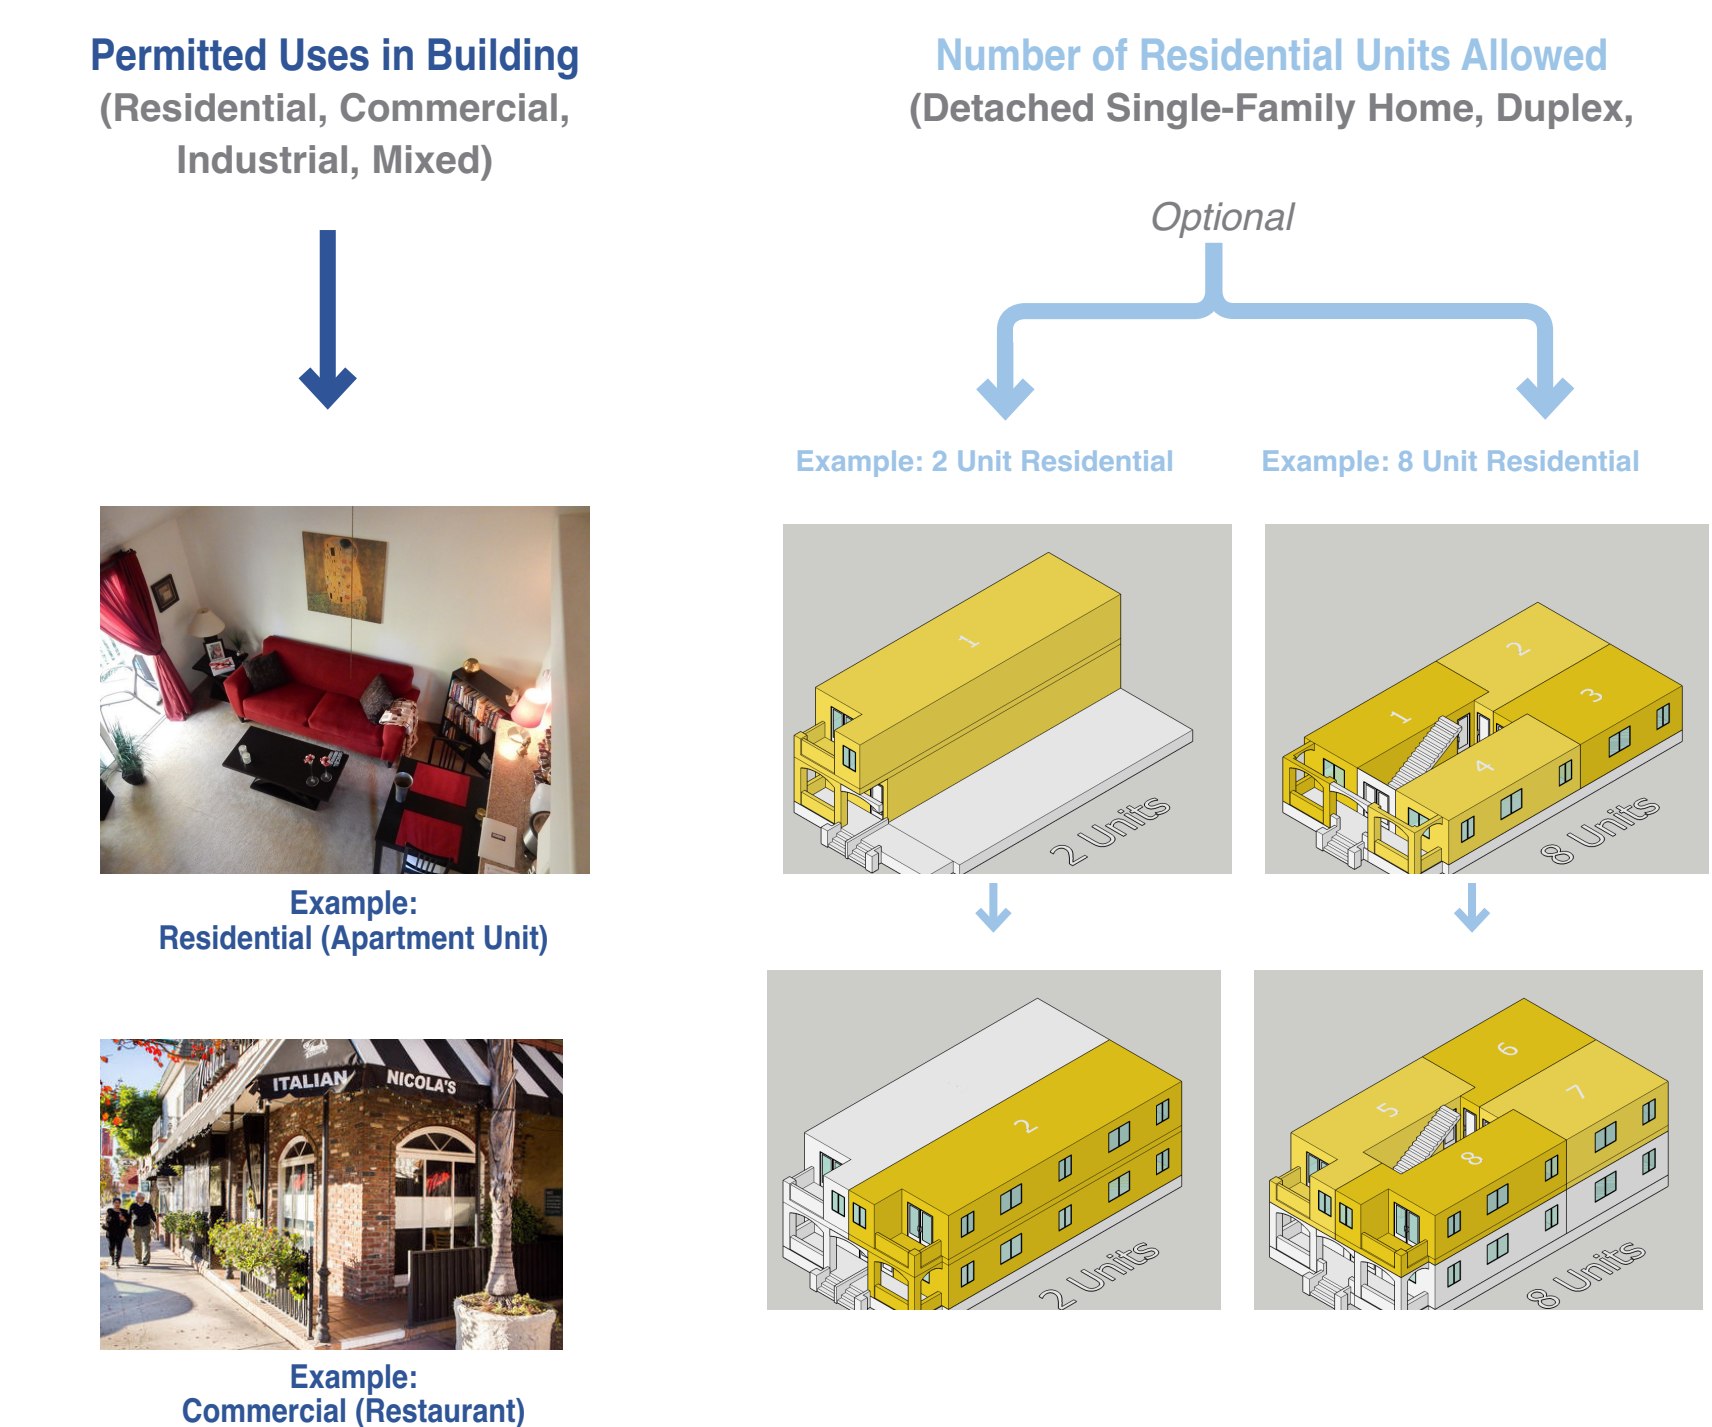 Permitted Uses in Building
(Residential, Commercial,
Industrial, Mixed)
Number of Residential Units Allowed
(Detached Single-Family Home, Duplex,
Optional
Example: 2 Unit Residential
Example: 8 Unit Residential
1
2 Units
1
2
3
4
8 Units
Example:
Residential (Apartment Unit)
2
2 Units
5
6
7
8
8 Units
ITALIAN
NICOLA'S
Example:
Commercial (Restaurant)